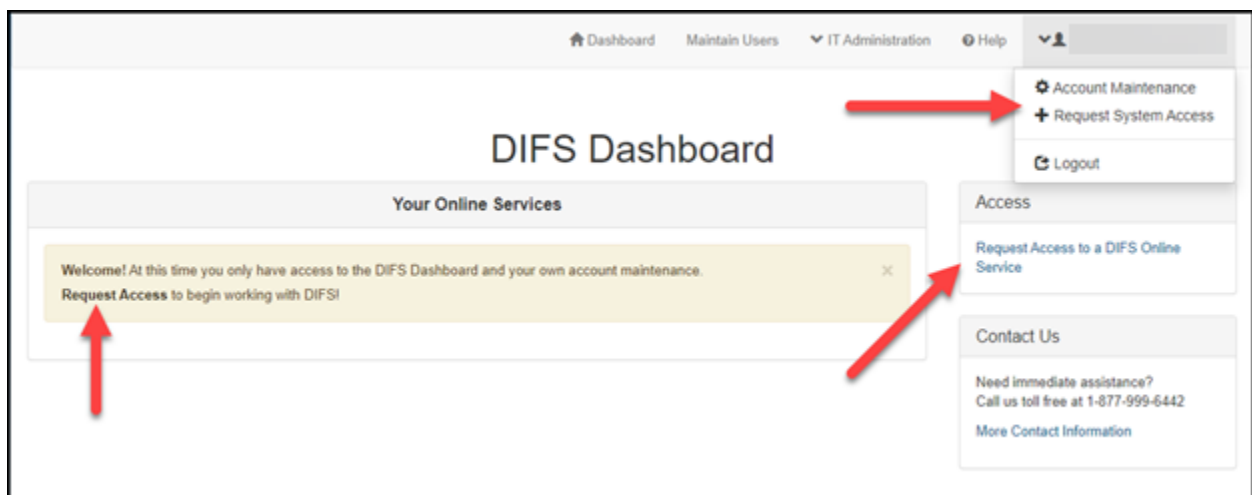 Dashboard Maintain Users IT Administration Help
Account Maintenance
Request System Access
Logout
DIFS Dashboard
Your Online Services
Welcome! At this time you only have access to the DIFS Dashboard and your own account maintenance. ×
Request Access to begin working with DIFS!
Access
Request Access to a DIFS Online
Service
Contact Us
Need immediate assistance?
Call us toll free at 1-877-999-6442
More Contact Information